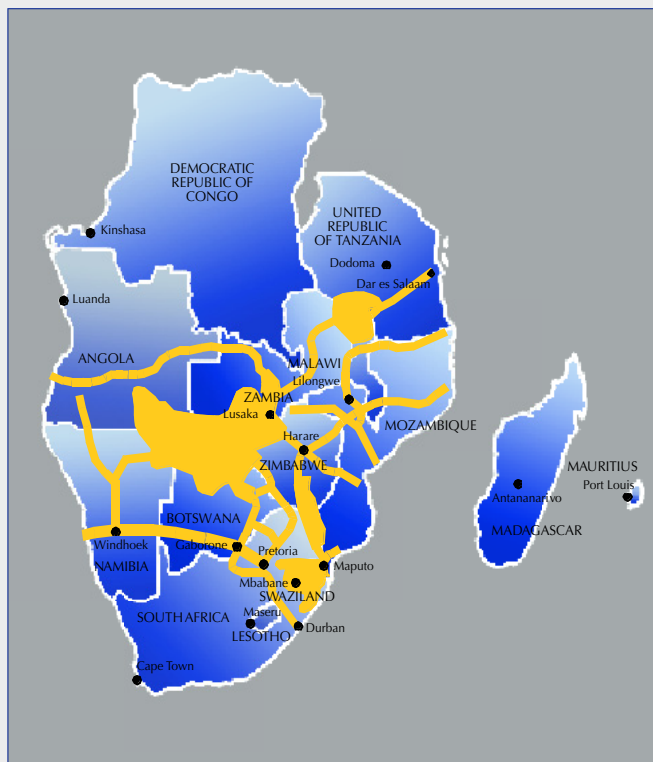 DEMOCRATIC
REPUBLIC OF
CONGO
UNITED
REPUBLIC
OF TANZANIA
Kinshasa
Dodoma
Dar es Salaam
Luanda
ANGOLA
MALAWI
Lilongwe
ZAMBIA
Lusaka
MOZAMBIQUE
Harare
ZIMBABWE
MAURITIUS
Port Louis
Antananarivo
BOTSWANA
MADAGASCAR
Windhoek
Gaborone
Pretoria
NAMIBIA
Maputo
Mbabane
SWAZILAND
SOUTH AFRICA
Maseru
LESOTHO
Durban
Cape Town